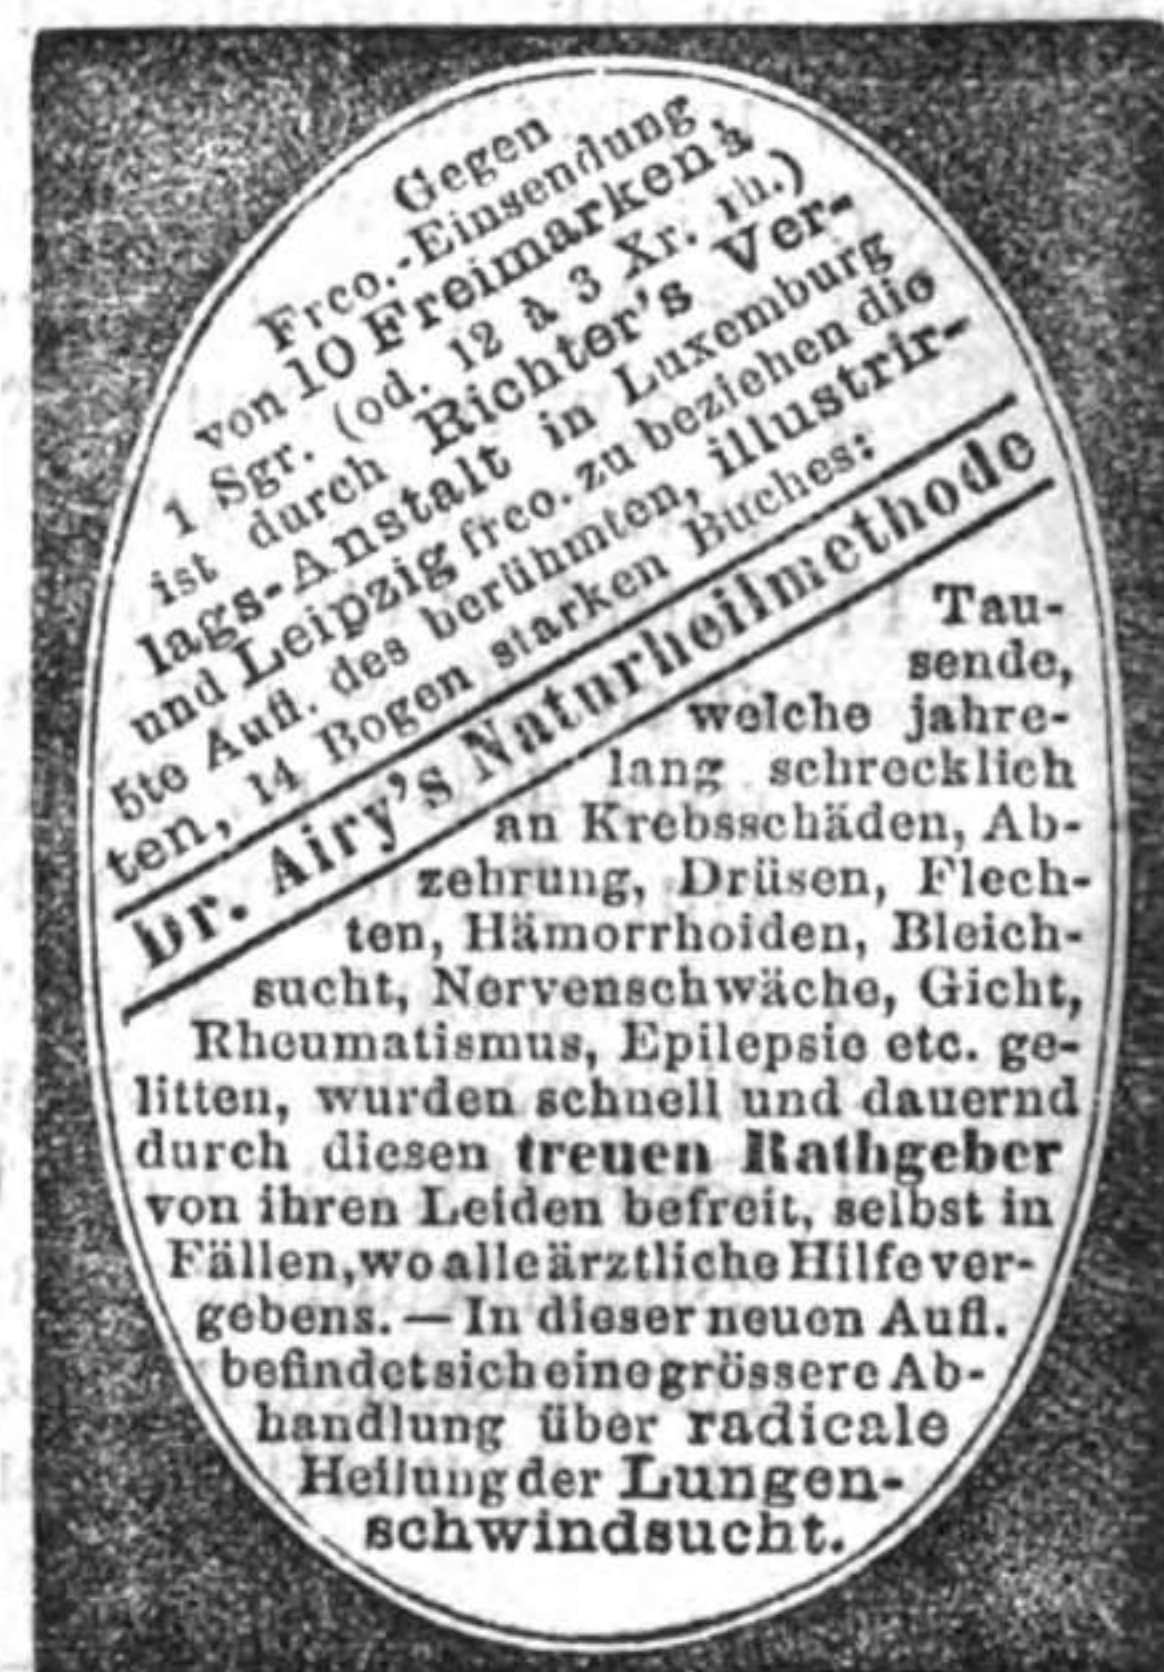 Gegen
Frco.-Einsendung
von 10 Freimarken à
1 Sgr. (od. 12 à 3 Xr. rh.)
ist durch Richter's Ver-
lags-Anstalt in Luxemburg
und Leipzig frco. zu beziehen die
5te Aufl. des berühmten, illustrir-
ten, 14 Bogen starken Buches:
Dr. Airy's Naturheilmethode
Tau-
sende,
welche jahre-
lang schrecklich
an Krebsschäden, Ab-
zehrung, Drüsen, Flech-
ten, Hämorrhoiden, Bleich-
sucht, Nervenschwäche, Gicht,
Rheumatismus, Epilepsie etc. ge-
litten, wurden schnell und dauernd
durch diesen treuen Rathgeber
von ihren Leiden befreit, selbst in
Fällen, wo alle ärztliche Hilfe ver-
gebens. — In dieser neuen Aufl.
befindet sich eine grössere Ab-
handlung über radicale
Heilung der Lungen-
schwindsucht.